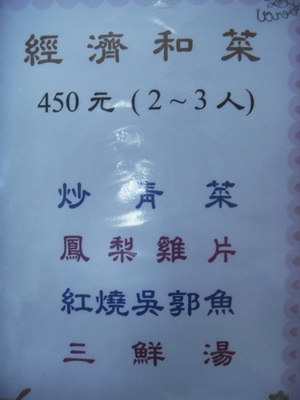 經濟和菜
450元(2~3人)
炒青菜
鳳梨雞片
紅燒吳郭魚
三鮮湯